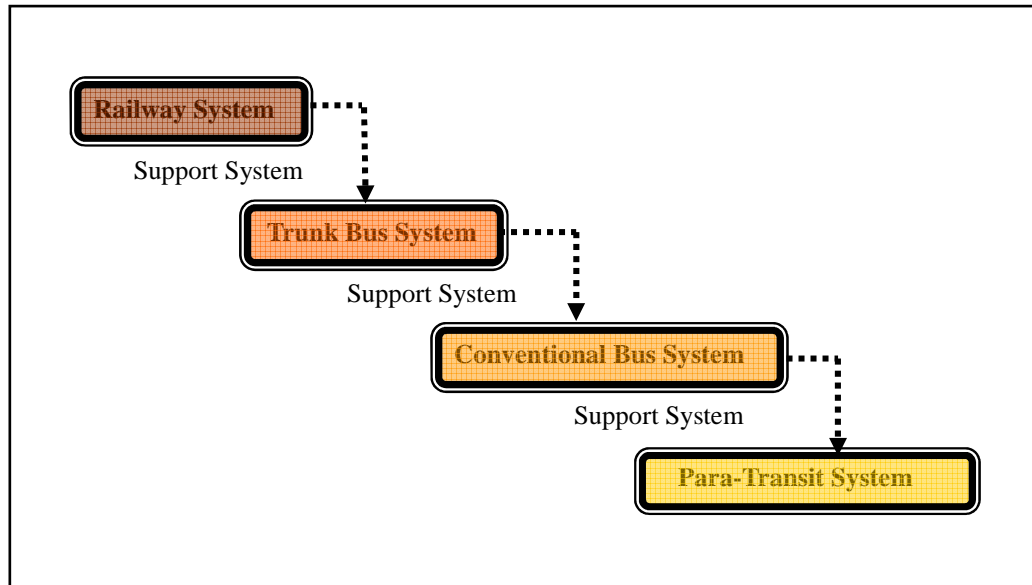 Railway System
Support System
Trunk Bus System
Support System
Conventional Bus System
Support System
Para-Transit System